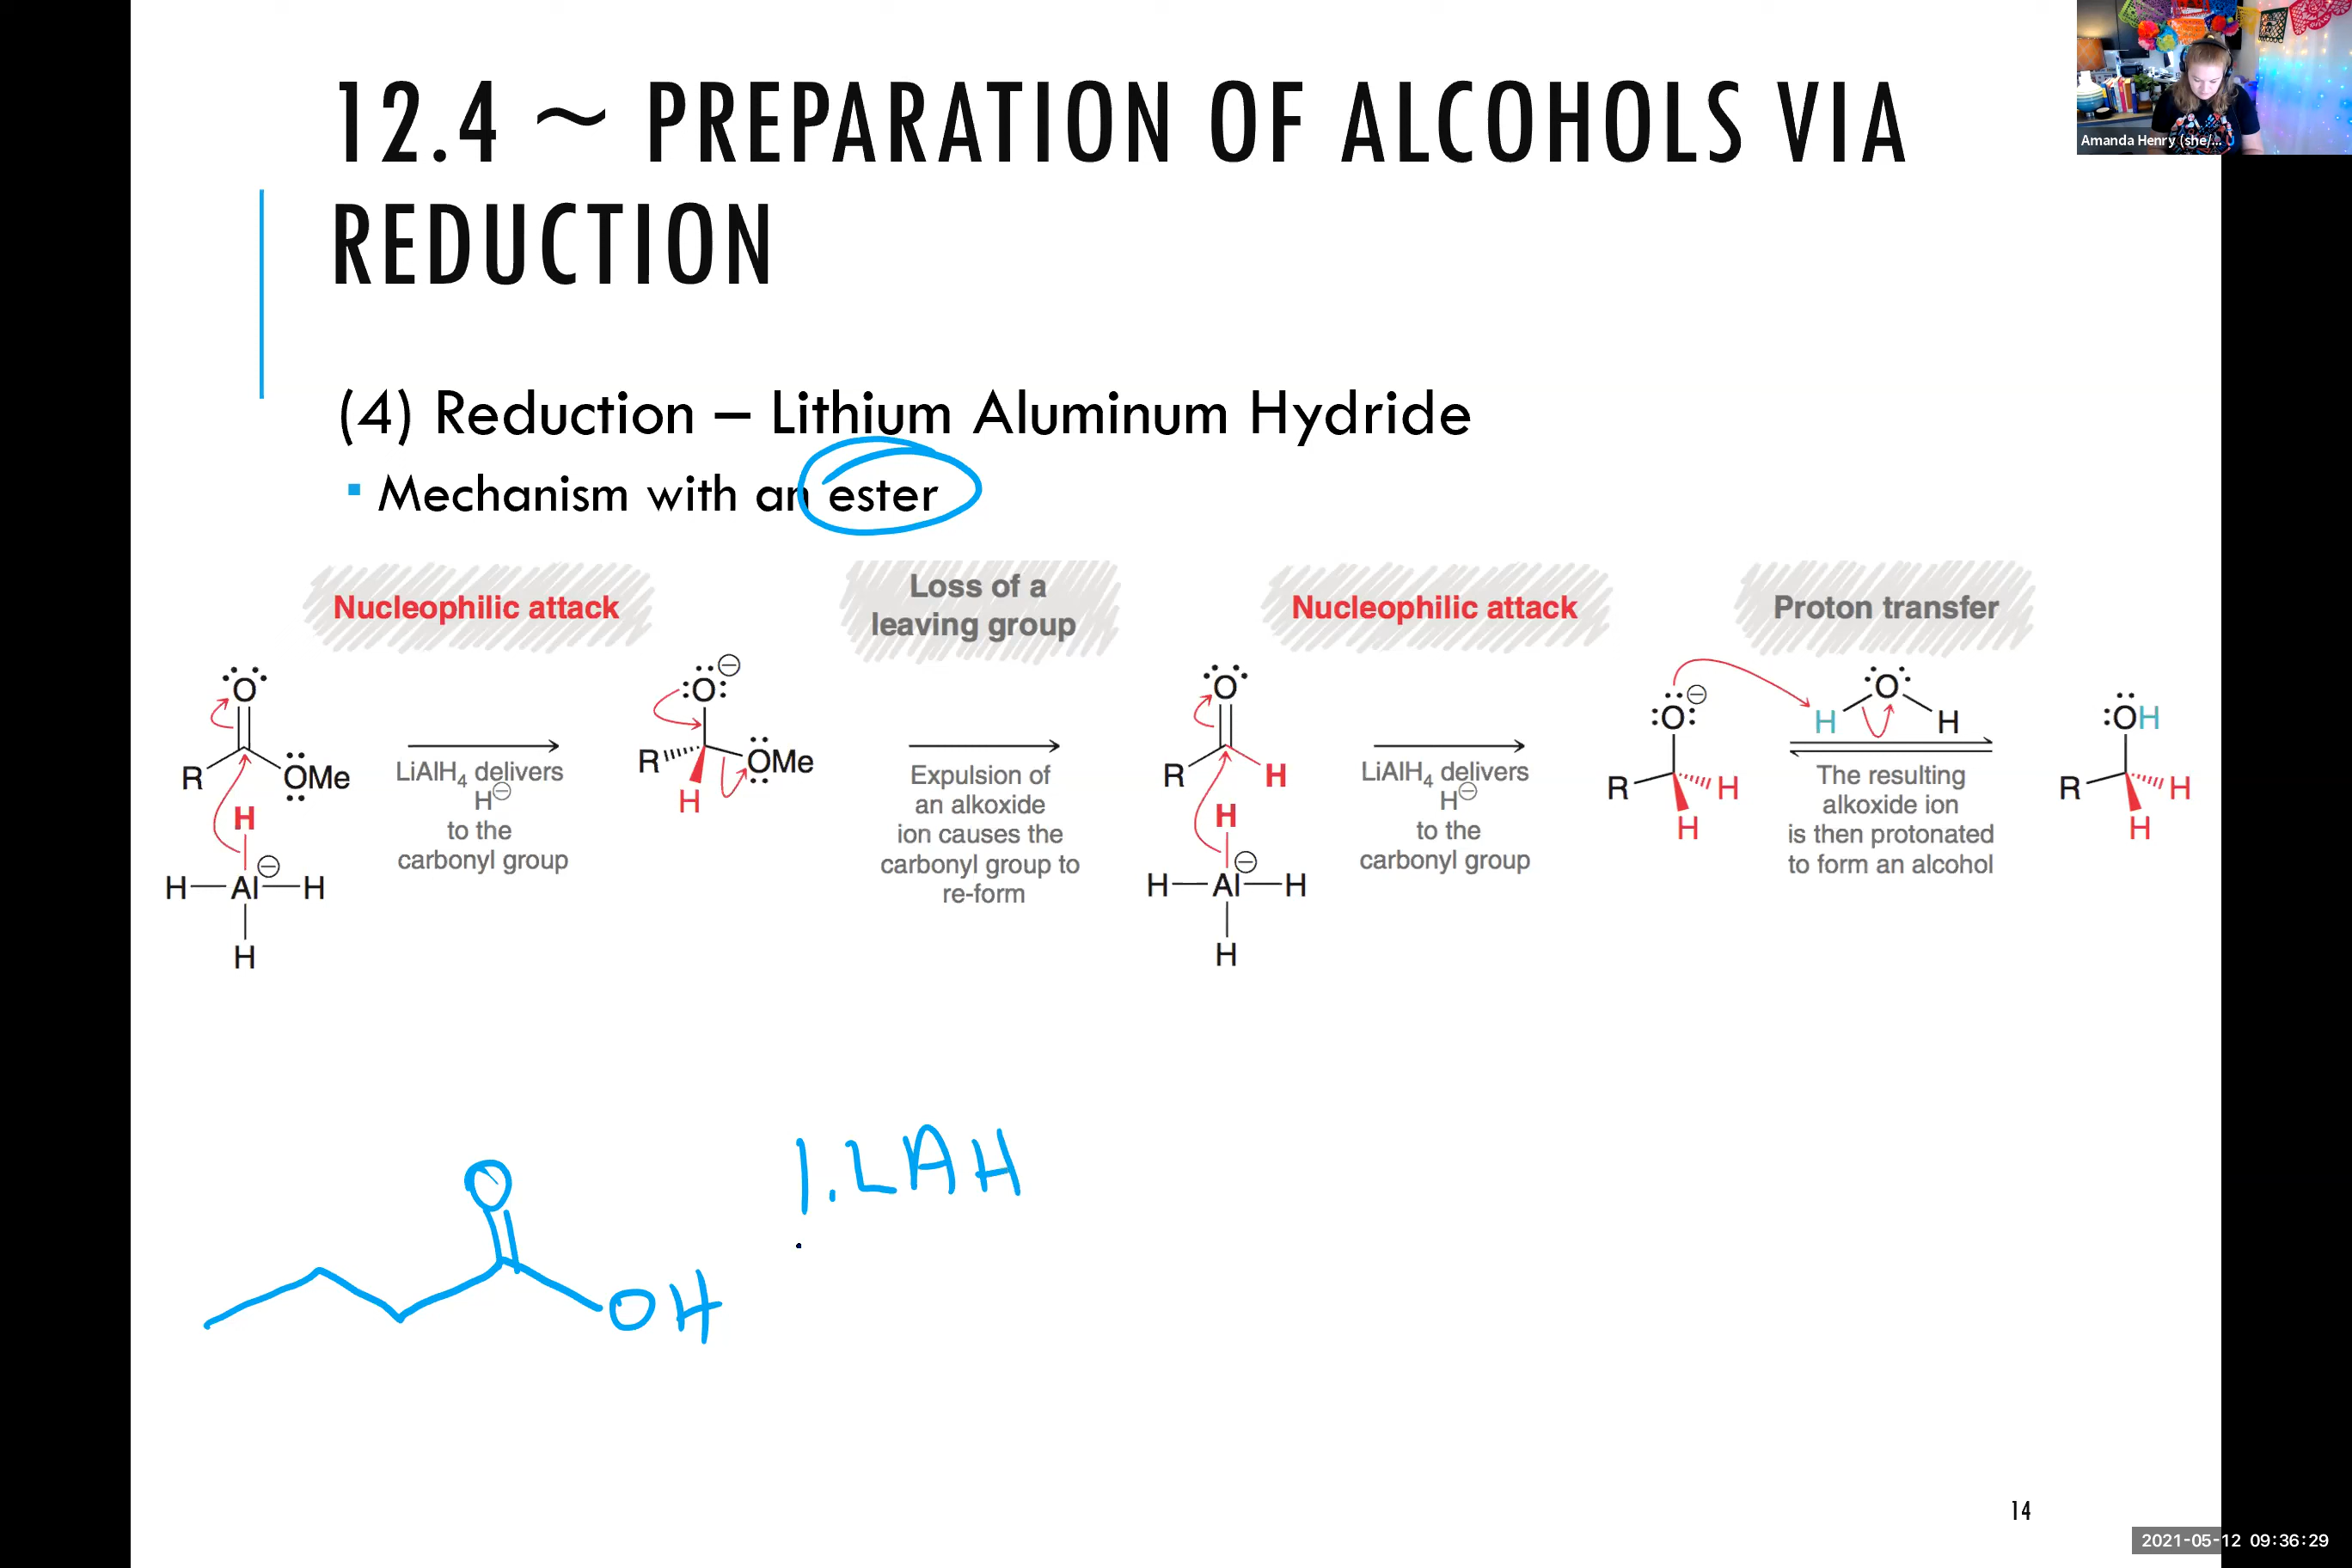 12.4 ~ PREPARATION OF ALCOHOLS VIA
REDUCTION
Amanda Henry (she/...
(4) Reduction – Lithium Aluminum Hydride
▪ Mechanism with an ester
Nucleophilic attack
Loss of a
leaving group
Nucleophilic attack
Proton transfer
O
R
OMe
H
H Al ⊖ H
H
LiAlH₄ delivers
H⊖
to the
carbonyl group
O ⊖
R
OMe
H
Expulsion of
an alkoxide
ion causes the
carbonyl group to
re-form
O
R
H
H
H Al ⊖ H
H
LiAlH₄ delivers
H⊖
to the
carbonyl group
O ⊖
R
H
H
O
H H
The resulting
alkoxide ion
is then protonated
to form an alcohol
OH
R
H
H
1. LAH
O
OH
14
2021-05-12 09:36:29